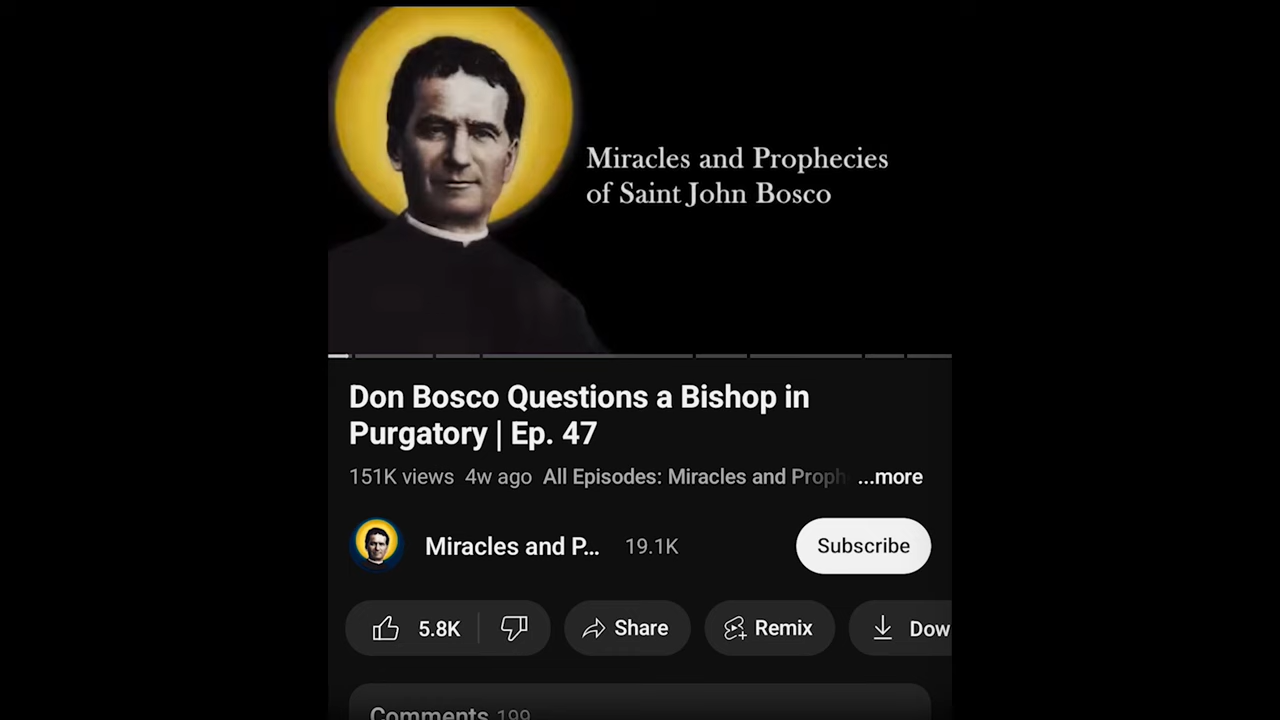 Miracles and Prophecies
of Saint John Bosco
Don Bosco Questions a Bishop in
Purgatory | Ep. 47
151K views 4w ago All Episodes: Miracles and Proph ...more
Miracles and P... 19.1K Subscribe
5.8K Share Remix Dow
Comments 199